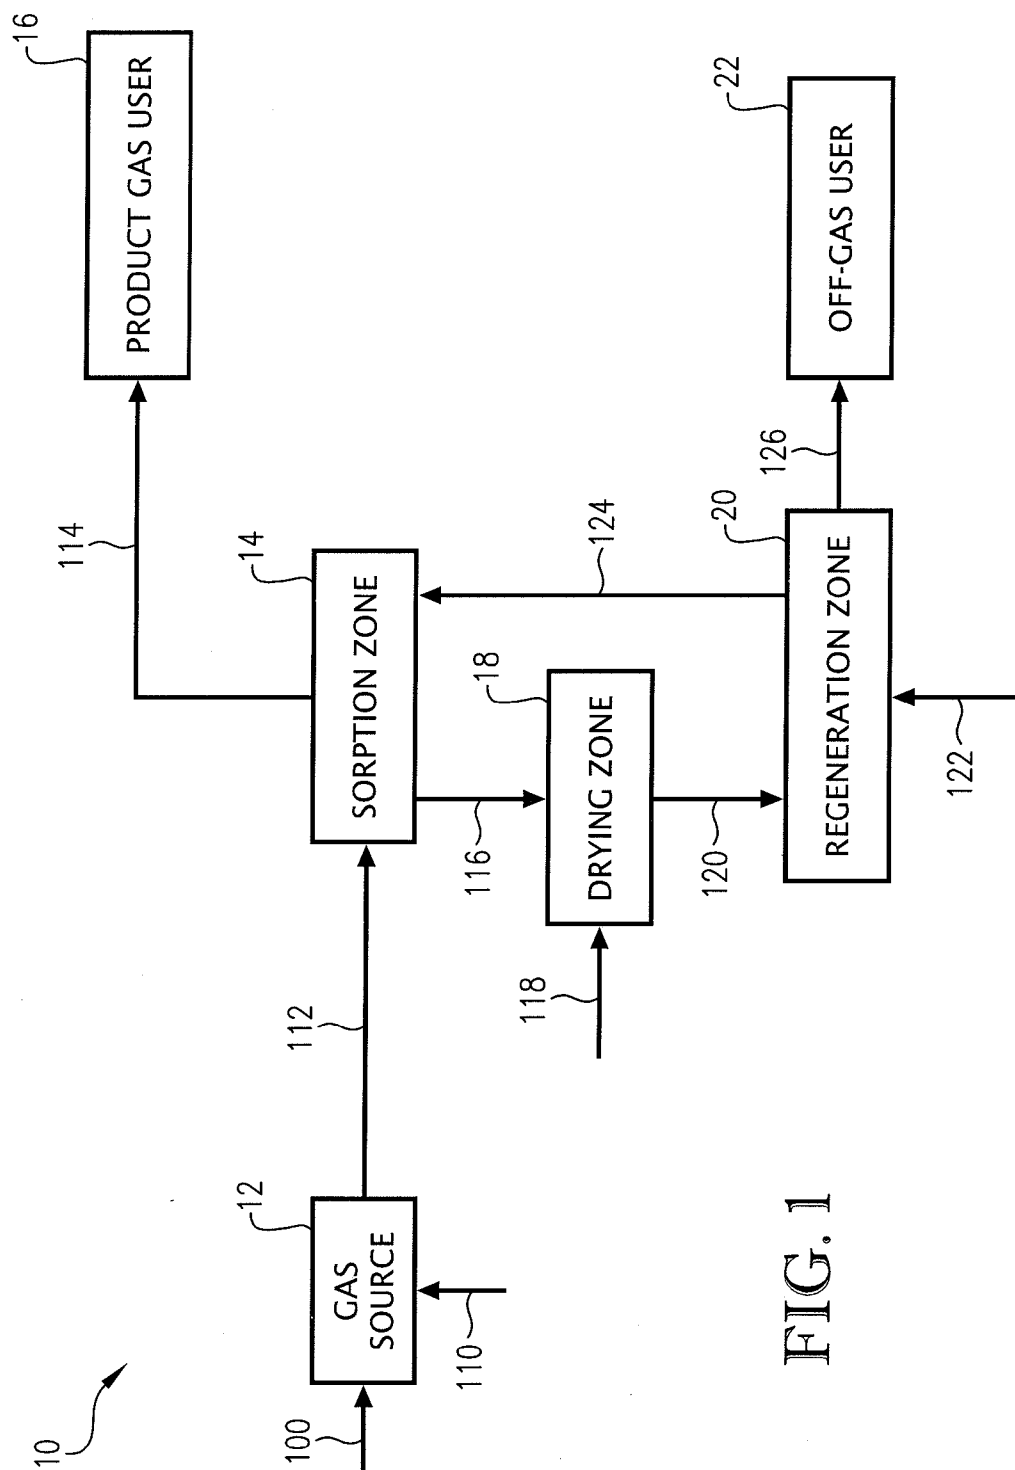 10
100
GAS
SOURCE
12
110
112
SORPTION ZONE
14
114
PRODUCT GAS USER
16
116
118
DRYING ZONE
18
120
124
REGENERATION ZONE
20
122
126
OFF-GAS USER
22
FIG. 1